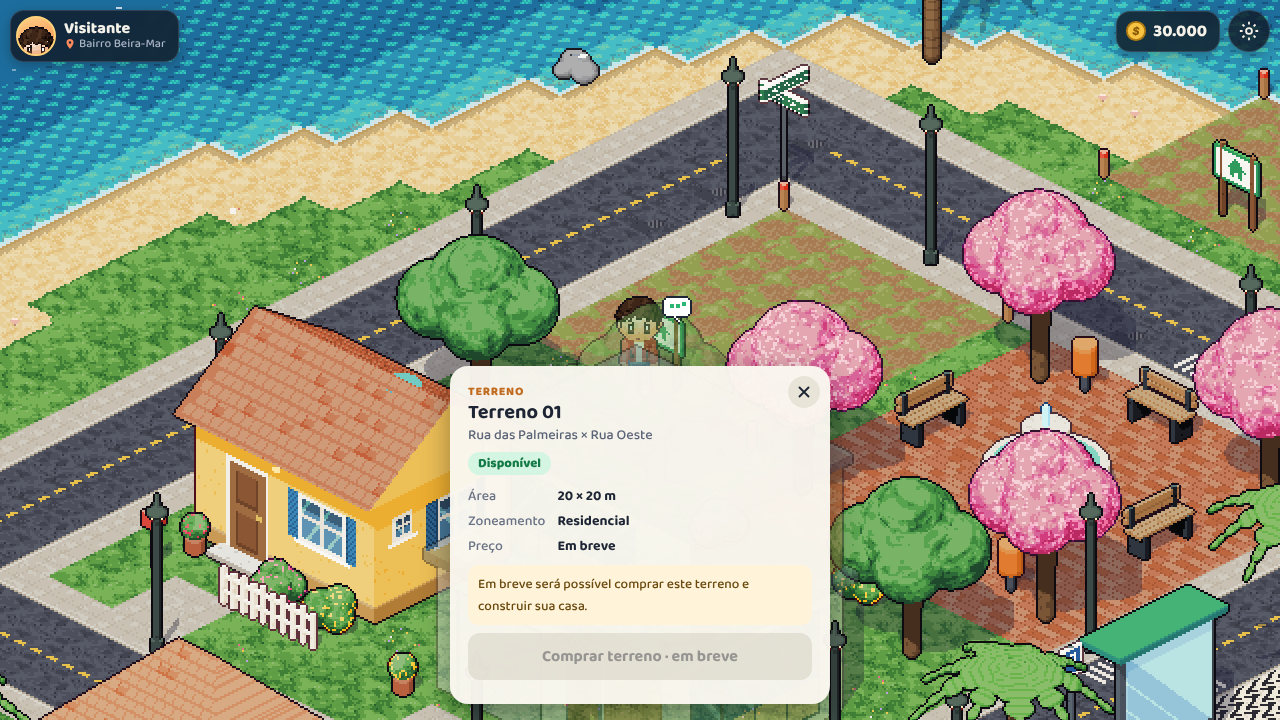 Visitante
Bairro Beira-Mar
30.000
TERRENO
Terreno 01
Rua das Palmeiras × Rua Oeste
Disponível
Área 20 × 20 m
Zoneamento Residencial
Preço Em breve
Em breve será possível comprar este terreno e
construir sua casa.
Comprar terreno · em breve